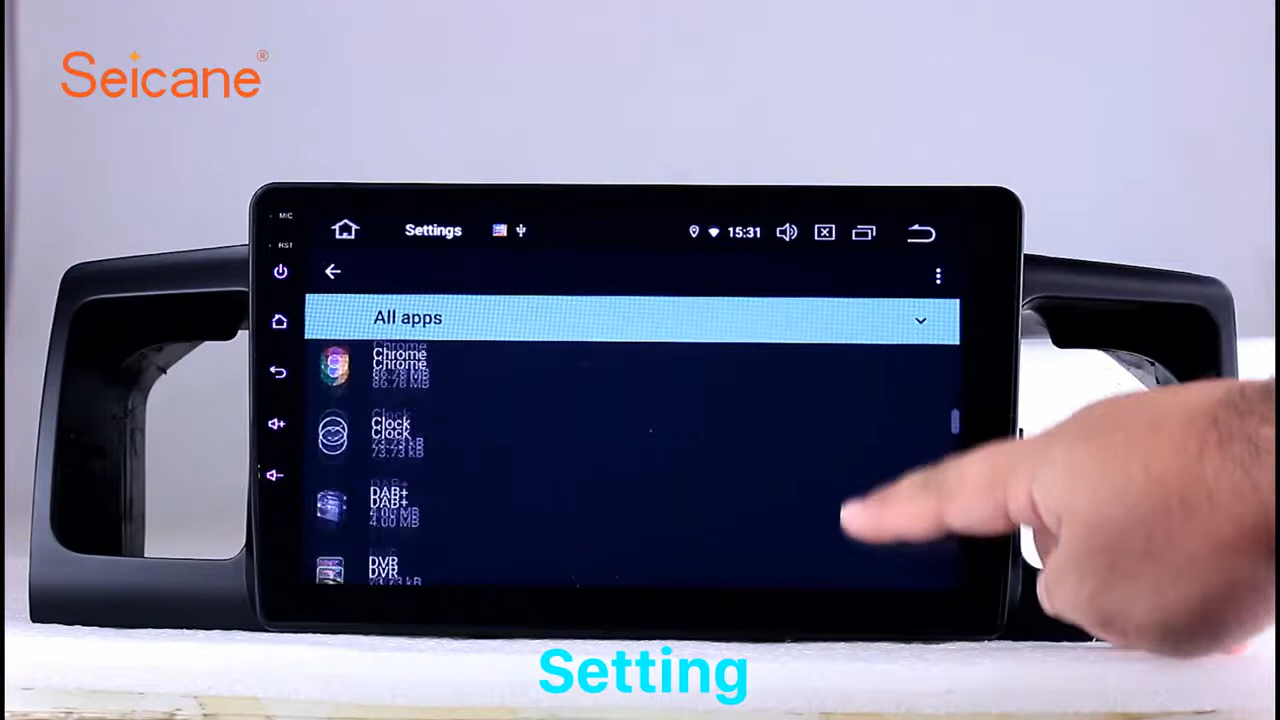 Seicane®
MIC
RST
Settings
15:31
All apps
Chrome
86.78 MB
Clock
73.73 kB
DAB+
4.00 MB
DVR
Setting